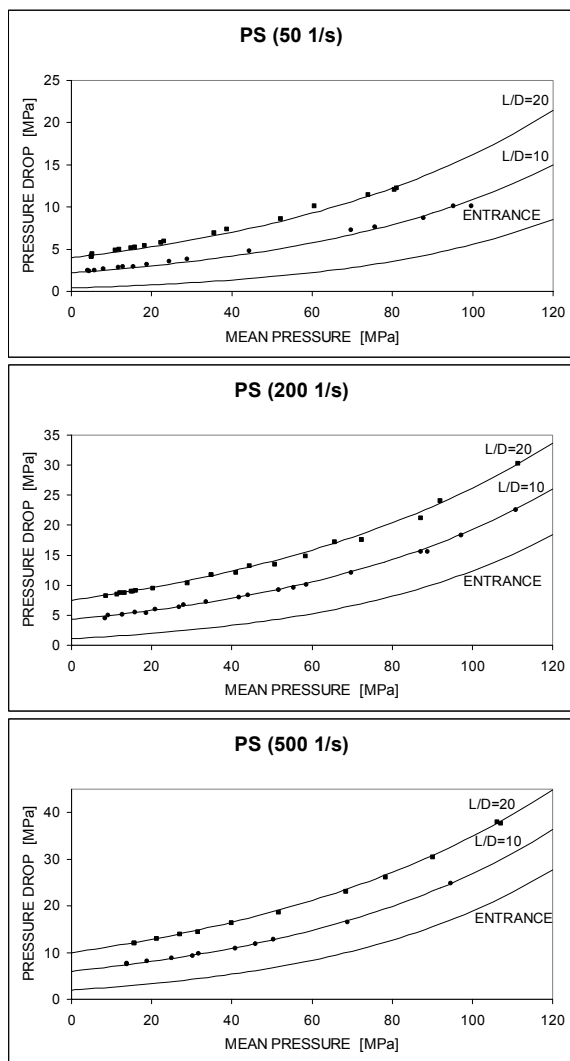 PS (50 1/s)
25
20
15
10
5
0
PRESSURE DROP [MPa]
L/D=20
L/D=10
ENTRANCE
0 20 40 60 80 100 120
MEAN PRESSURE [MPa]
PS (200 1/s)
35
30
25
20
15
10
5
0
PRESSURE DROP [MPa]
L/D=20
L/D=10
ENTRANCE
0 20 40 60 80 100 120
MEAN PRESSURE [MPa]
PS (500 1/s)
40
30
20
10
0
PRESSURE DROP [MPa]
L/D=20
L/D=10
ENTRANCE
0 20 40 60 80 100 120
MEAN PRESSURE [MPa]